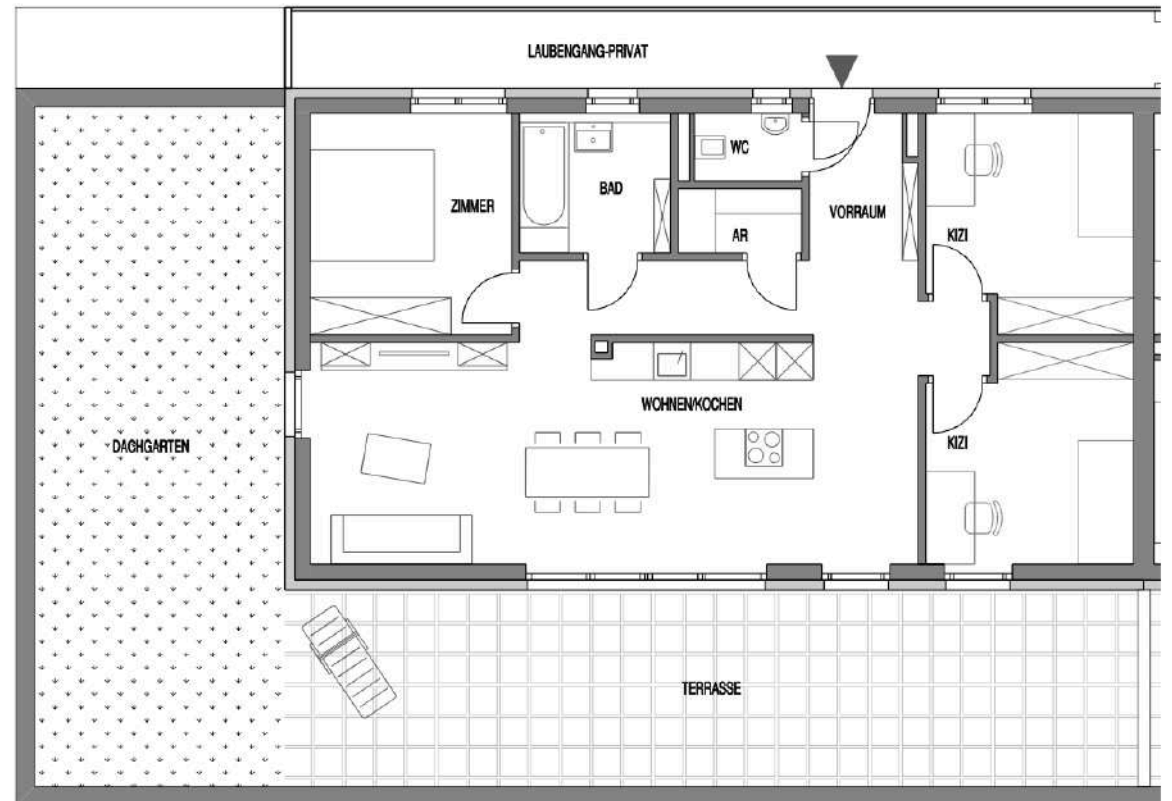 LAUBENGANG-PRIVAT
WC
BAD
ZIMMER
VORRAUM
AR
KIZI
WOHNEN/KOCHEN
DACHGARTEN
KIZI
TERRASSE